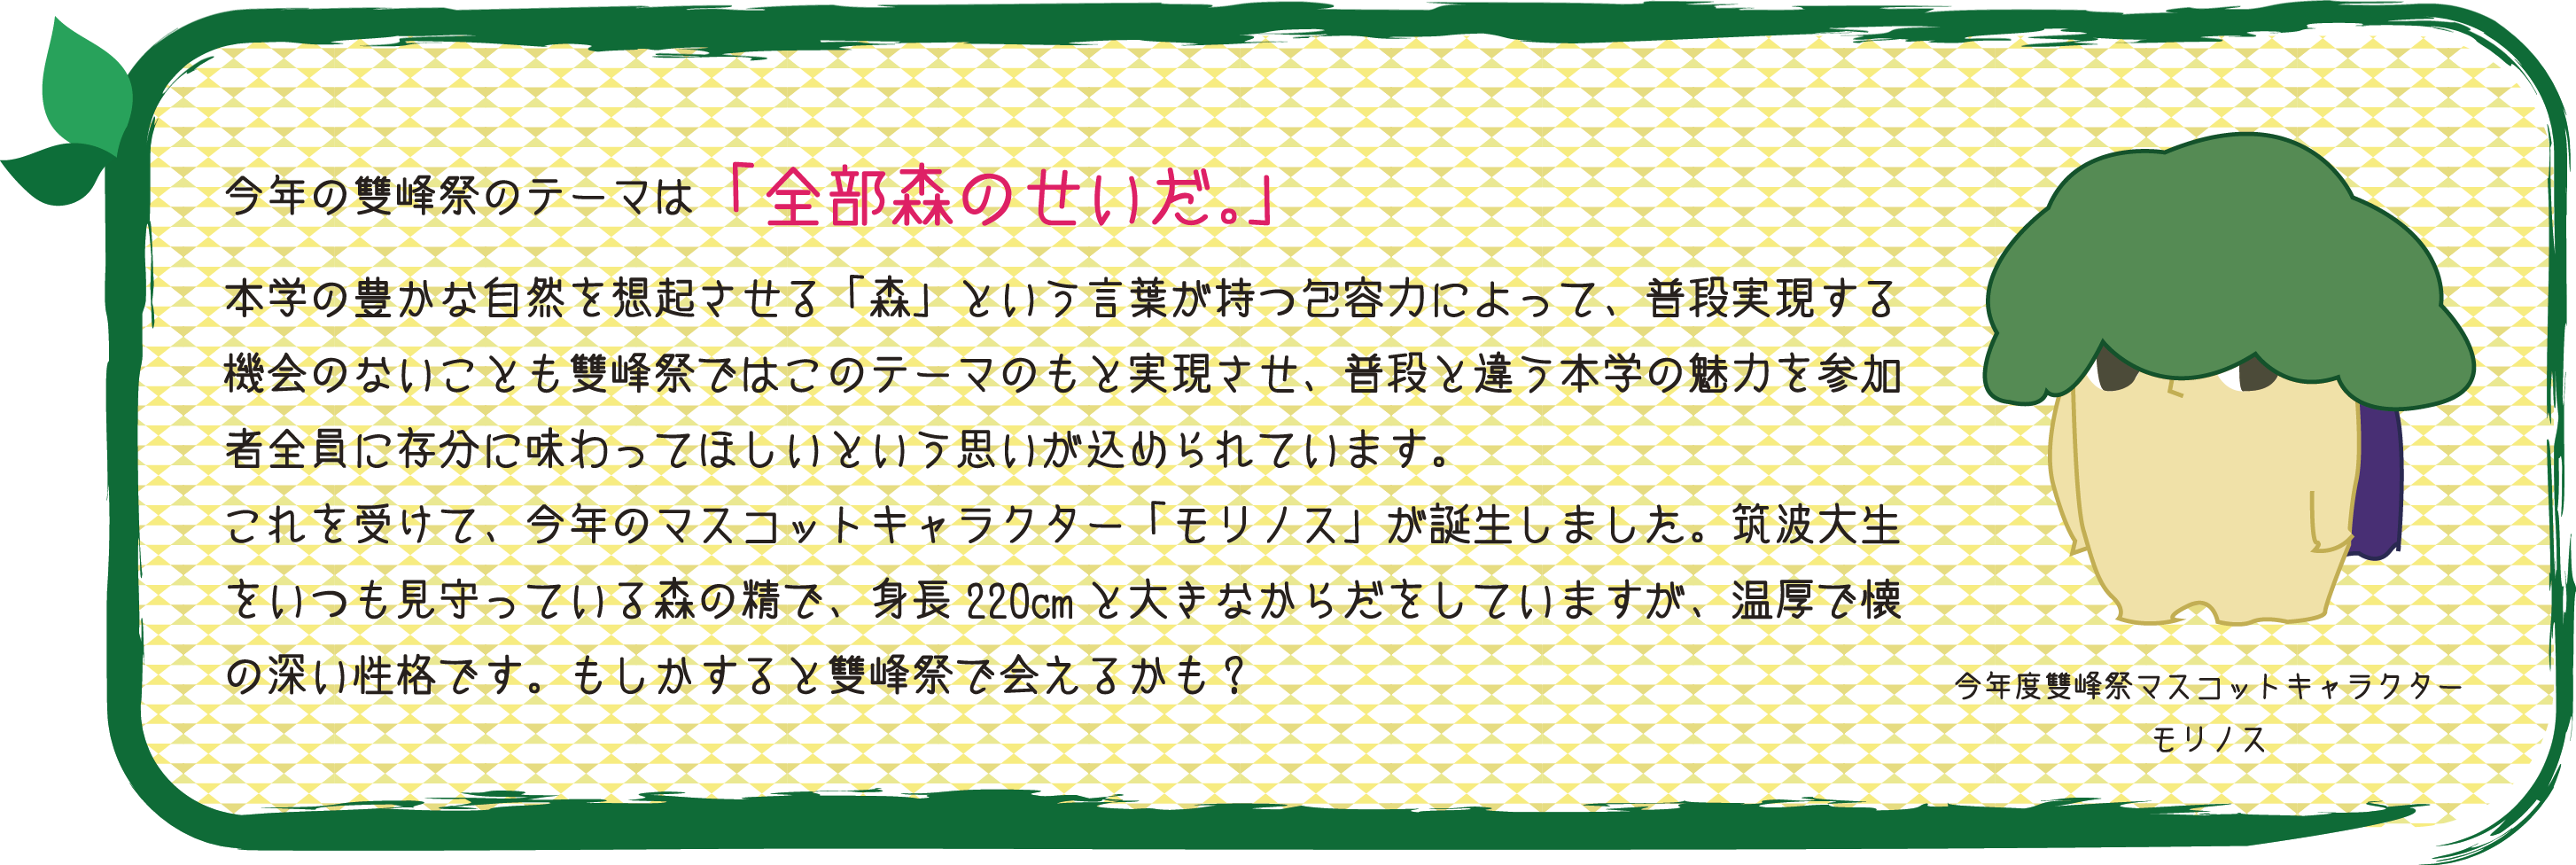 今年の雙峰祭のテーマは「全部森のせいだ。」
本学の豊かな自然を想起させる「森」という言葉が持つ包容力によって、普段実現する
機会のないことも雙峰祭ではこのテーマのもと実現させ、普段と違う本学の魅力を参加
者全員に存分に味わってほしいという思いが込められています。
これを受けて、今年のマスコットキャラクター「モリノス」が誕生しました。筑波大生
をいつも見守っている森の精で、身長 220cm と大きなからだをしていますが、温厚で懐
の深い性格です。もしかすると雙峰祭で会えるかも？
今年度雙峰祭マスコットキャラクター
モリノス